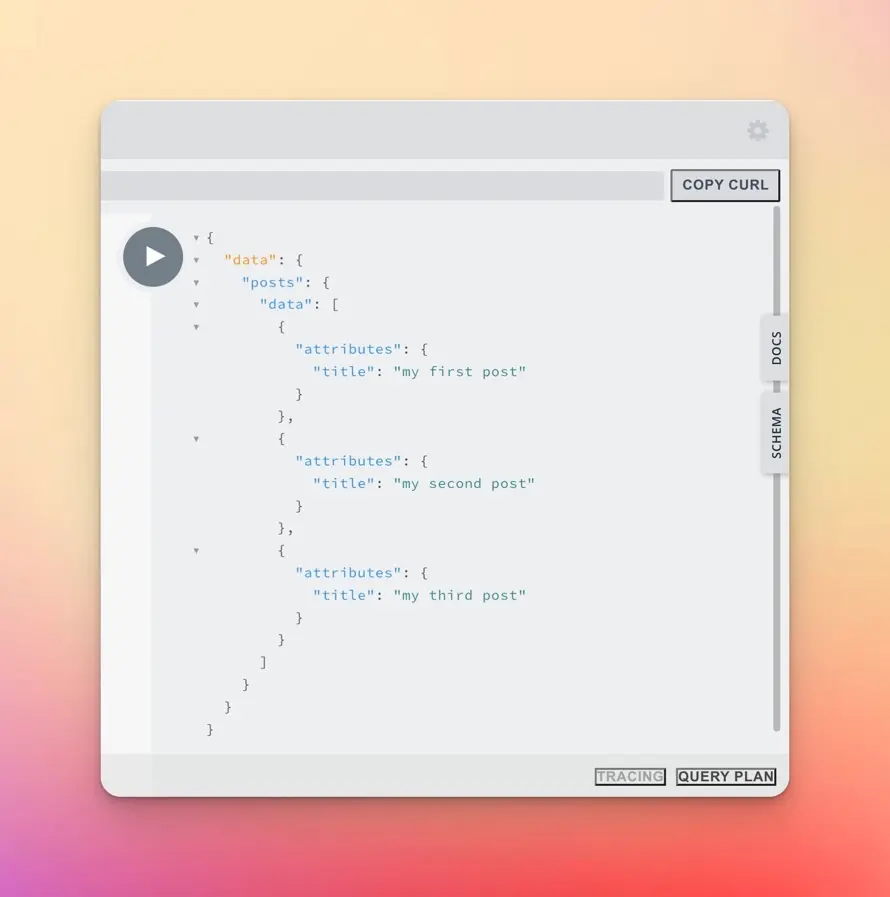 COPY CURL
{
"data": {
"posts": {
"data": [
{
"attributes": {
"title": "my first post"
}
},
{
"attributes": {
"title": "my second post"
}
},
{
"attributes": {
"title": "my third post"
}
}
]
}
}
}
DOCS
SCHEMA
TRACING QUERY PLAN